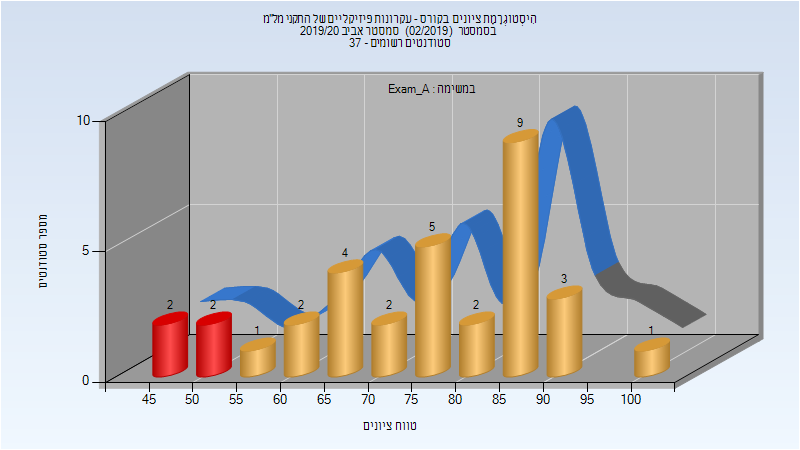 הִיסְטוֹגְרָמַת ציונים בקורס - עקרונות פיזיקליים של התקני מל"מ
בסמסטר (02/2019) סמסטר אביב 2019/20
סטודנטים רשומים - 37
במשימה : Exam_A
מספר סטודנטים
10
5
0
2
2
1
2
4
2
5
2
9
3
1
45 50 55 60 65 70 75 80 85 90 95 100
טווח ציונים